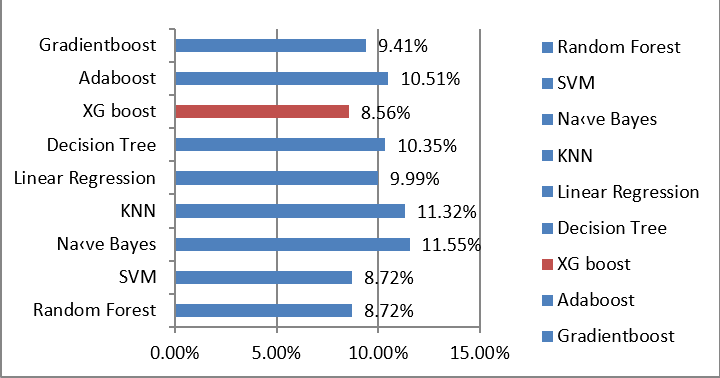 Gradientboost 9.41%
Adaboost 10.51%
XG boost 8.56%
Decision Tree 10.35%
Linear Regression 9.99%
KNN 11.32%
Na‹ve Bayes 11.55%
SVM 8.72%
Random Forest 8.72%
0.00% 5.00% 10.00% 15.00%
Random Forest
SVM
Na‹ve Bayes
KNN
Linear Regression
Decision Tree
XG boost
Adaboost
Gradientboost